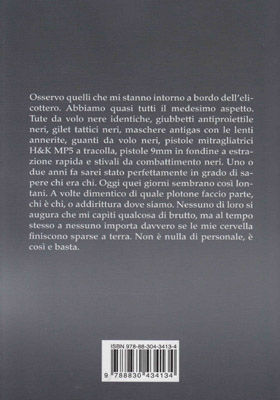 Osservo quelli che mi stanno intorno a bordo dell'eli-
cottero. Abbiamo quasi tutti il medesimo aspetto.
Tute da volo nere identiche, giubbetti antiproiettile
neri, gilet tattici neri, maschere antigas con le lenti
annerite, guanti da volo neri, pistole mitragliatrici
H&K MP5 a tracolla, pistole 9mm in fondine a estra-
zione rapida e stivali da combattimento neri. Uno o
due anni fa sarei stato perfettamente in grado di sa-
pere chi era chi. Oggi quei giorni sembrano così lon-
tani. A volte dimentico di quale plotone faccio parte,
chi è chi, o addirittura dove siamo. Nessuno di loro si
augura che mi capiti qualcosa di brutto, ma al tempo
stesso a nessuno importa davvero se le mie cervella
finiscono sparse a terra. Non è nulla di personale, è
così e basta.
ISBN 978-88-304-3413-4
9 788830 434134